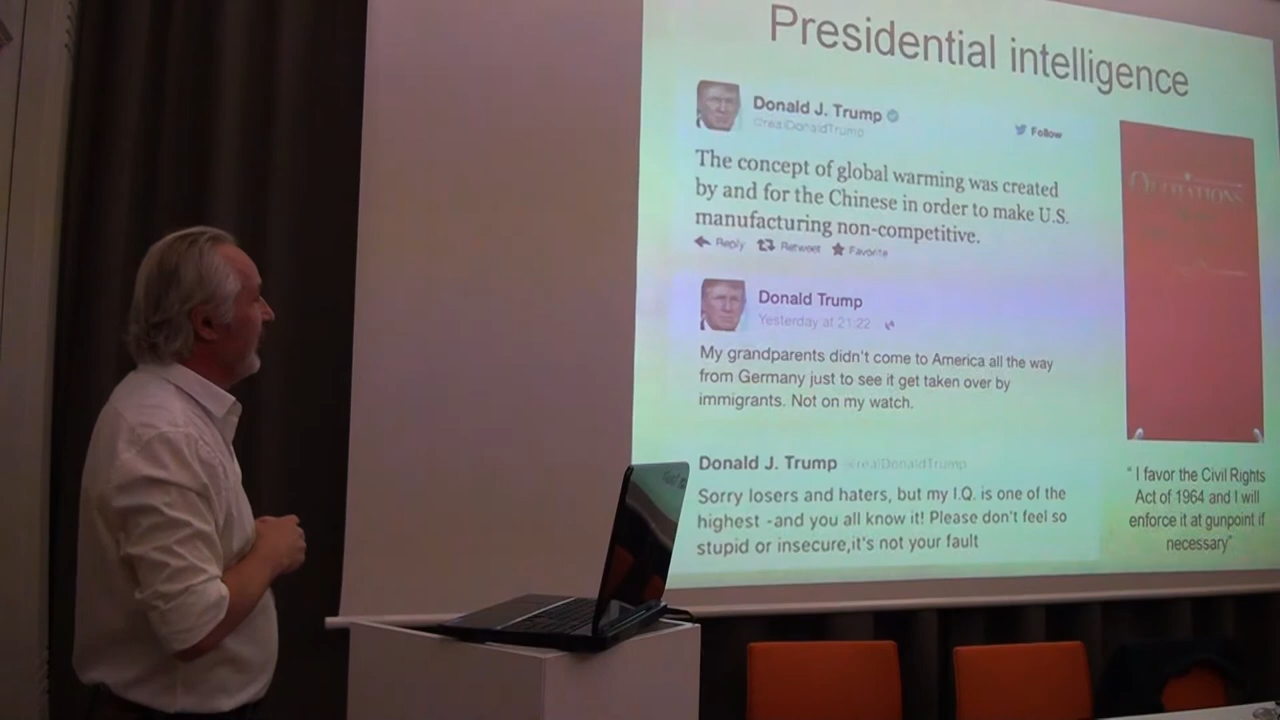 Presidential intelligence
Donald J. Trump
@realDonaldTrump
Follow
The concept of global warming was created
by and for the Chinese in order to make U.S.
manufacturing non-competitive.
Reply Retweet Favorite
Donald Trump
Yesterday at 21:22
My grandparents didn't come to America all the way
from Germany just to see it get taken over by
immigrants. Not on my watch.
Donald J. Trump @realDonaldTrump
Sorry losers and haters, but my I.Q. is one of the
highest -and you all know it! Please don't feel so
stupid or insecure,it's not your fault
QUOTATIONS
" I favor the Civil Rights
Act of 1964 and I will
enforce it at gunpoint if
necessary"